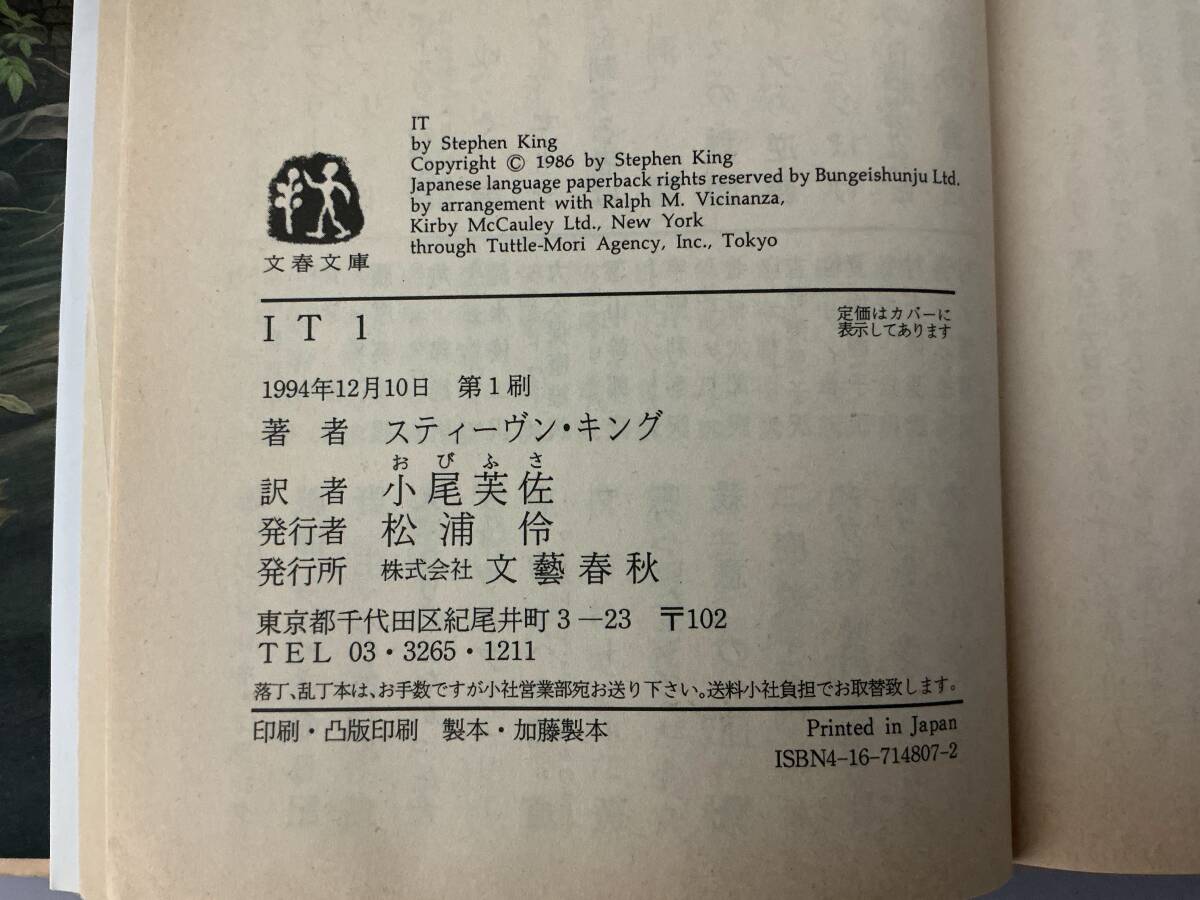 IT
by Stephen King
Copyright © 1986 by Stephen King
Japanese language paperback rights reserved by Bungeishunju Ltd.
by arrangement with Ralph M. Vicinanza,
Kirby McCauley Ltd., New York
through Tuttle-Mori Agency, Inc., Tokyo
文春文庫
IT 1
定価はカバーに
表示してあります
1994年12月10日 第1刷
著者 スティーヴン・キング
おびふさ
訳者 小尾芙佐
発行者 松浦伶
発行所 株式会社 文藝春秋
東京都千代田区紀尾井町3―23 〒102
TEL 03・3265・1211
落丁、乱丁本は、お手数ですが小社営業部宛お送り下さい。送料小社負担でお取替致します。
印刷・凸版印刷 製本・加藤製本
Printed in Japan
ISBN4-16-714807-2